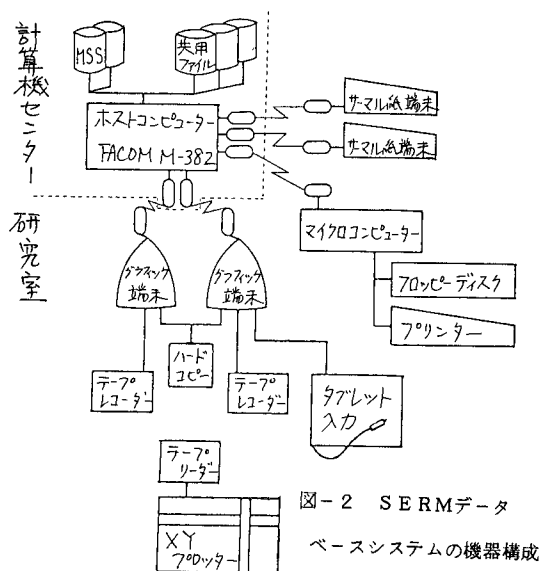 計算機センター
MSS
共用
ファイル
ホストコンピューター
FACOM M-382
サーマル紙端末
サーマル紙端末
研究室
マイクロコンピューター
グラフィック
端末
グラフィック
端末
フロッピーディスク
プリンター
ハード
コピー
テープ
レコーダー
テープ
レコーダー
タブレット
入力
テープ
リーダー
XY
プロッター
図-2 SERMデータ
ベースシステムの機器構成